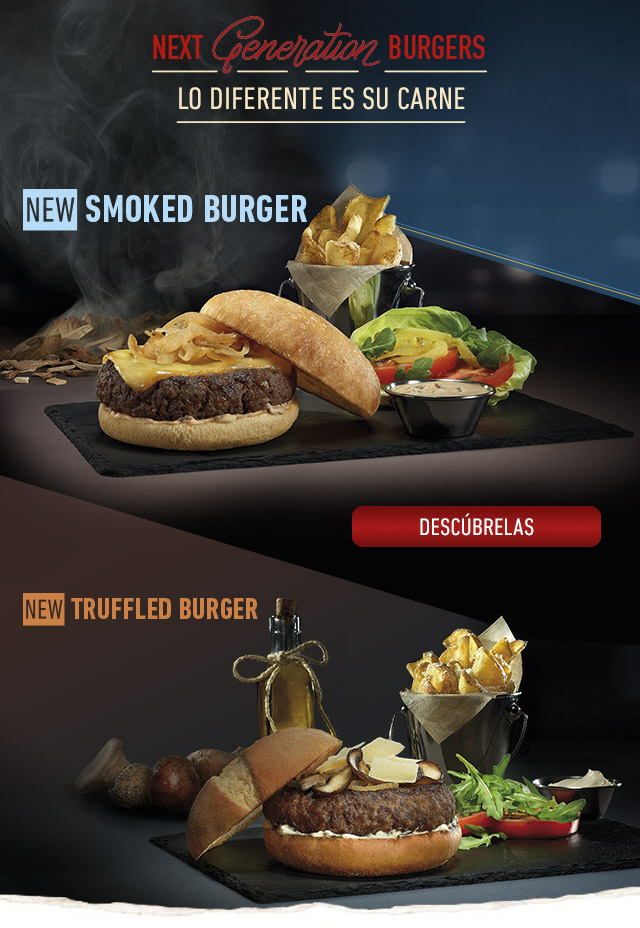 NEXT Generation BURGERS
LO DIFERENTE ES SU CARNE
NEW SMOKED BURGER
DESCÚBRELAS
NEW TRUFFLED BURGER